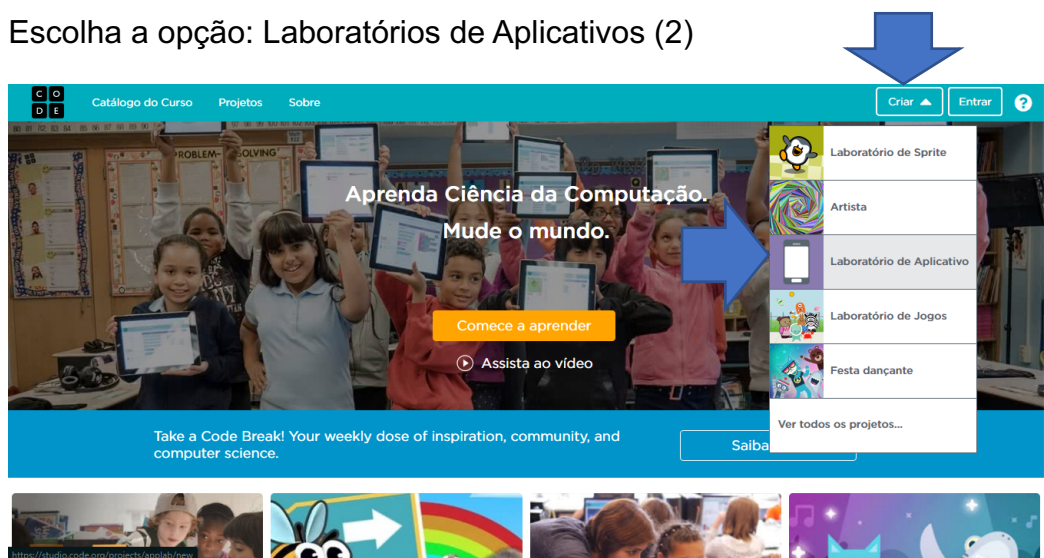 Escolha a opção: Laboratórios de Aplicativos (2)
C O
D E
Catálogo do Curso Projetos Sobre
Criar Entrar ?
PROBLEM-SOLVING
Aprenda Ciência da Computação.
Mude o mundo.
Comece a aprender
Assista ao vídeo
Laboratório de Sprite
Artista
Laboratório de Aplicativo
Laboratório de Jogos
Festa dançante
Ver todos os projetos...
Take a Code Break! Your weekly dose of inspiration, community, and
computer science.
Saiba
https://studio.code.org/projects/applab/new